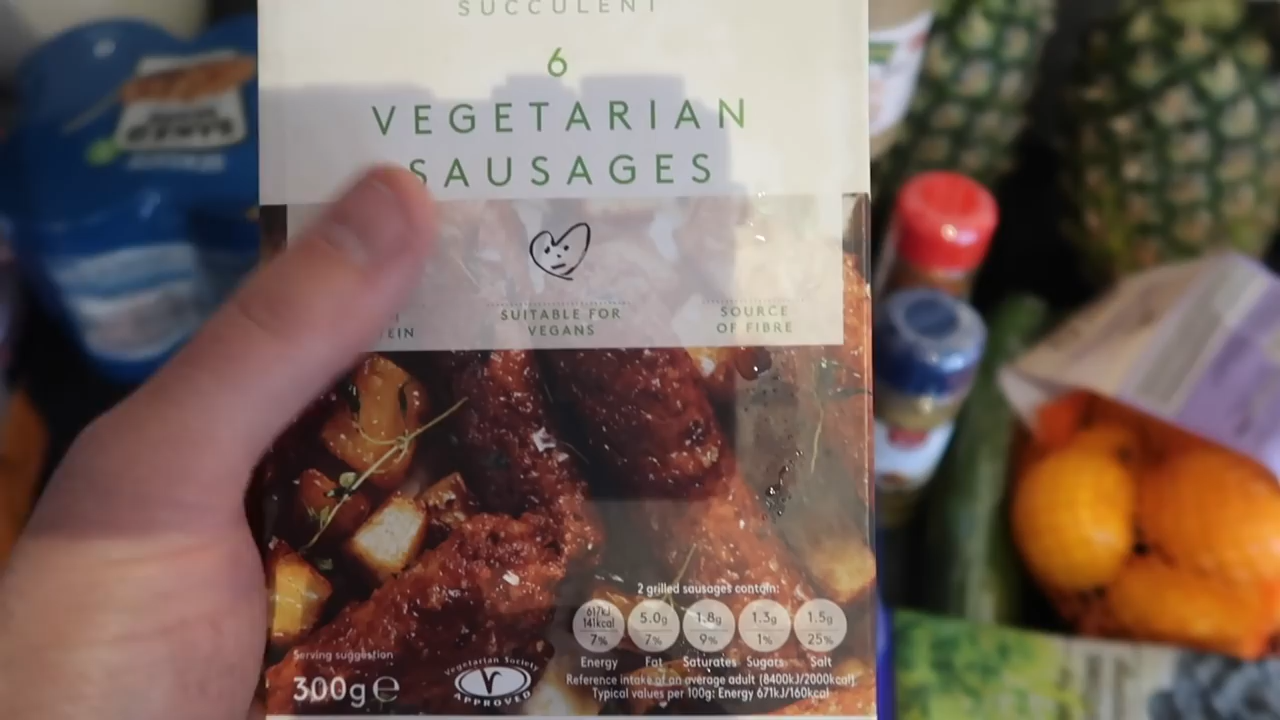 SUCCULENT
6
VEGETARIAN
SAUSAGES
SUITABLE FOR
VEGANS
SOURCE
OF FIBRE
2 grilled sausages contain:
617kJ
141kcal
7%
Energy
5.0g
7%
Fat
1.8g
9%
Saturates
1.3g
1%
Sugars
1.5g
25%
Salt
Reference intake of an average adult (8400kJ/2000kcal)
Typical values per 100g: Energy 671kJ/160kcal
Serving suggestion
300g e
Vegetarian Society
V
APPROVED